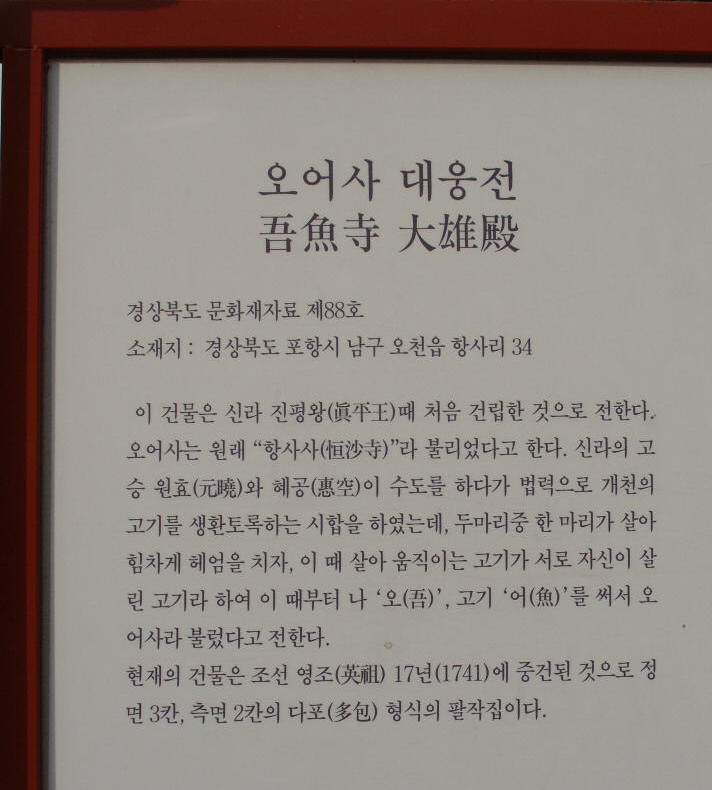 오어사 대웅전
吾魚寺 大雄殿
경상북도 문화재자료 제88호
소재지 : 경상북도 포항시 남구 오천읍 항사리 34
이 건물은 신라 진평왕(眞平王)때 처음 건립한 것으로 전한다.
오어사는 원래 “항사사(恒沙寺)”라 불리었다고 한다. 신라의 고
승 원효(元曉)와 혜공(惠空)이 수도를 하다가 법력으로 개천의
고기를 생환토록하는 시합을 하였는데, 두마리중 한 마리가 살아
힘차게 헤엄을 치자, 이 때 살아 움직이는 고기가 서로 자신이 살
린 고기라 하여 이 때부터 나 ‘오(吾)’, 고기 ‘어(魚)’를 써서 오
어사라 불렀다고 전한다.
현재의 건물은 조선 영조(英祖) 17년(1741)에 중건된 것으로 정
면 3칸, 측면 2칸의 다포(多包) 형식의 팔작집이다.